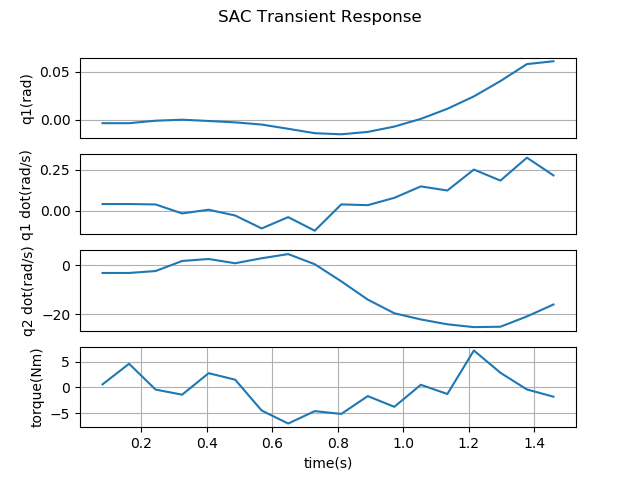 SAC Transient Response
q1(rad)
0.05
0.00
q1 dot(rad/s)
0.25
0.00
q2 dot(rad/s)
0
−20
torque(Nm)
5
0
−5
0.2 0.4 0.6 0.8 1.0 1.2 1.4
time(s)